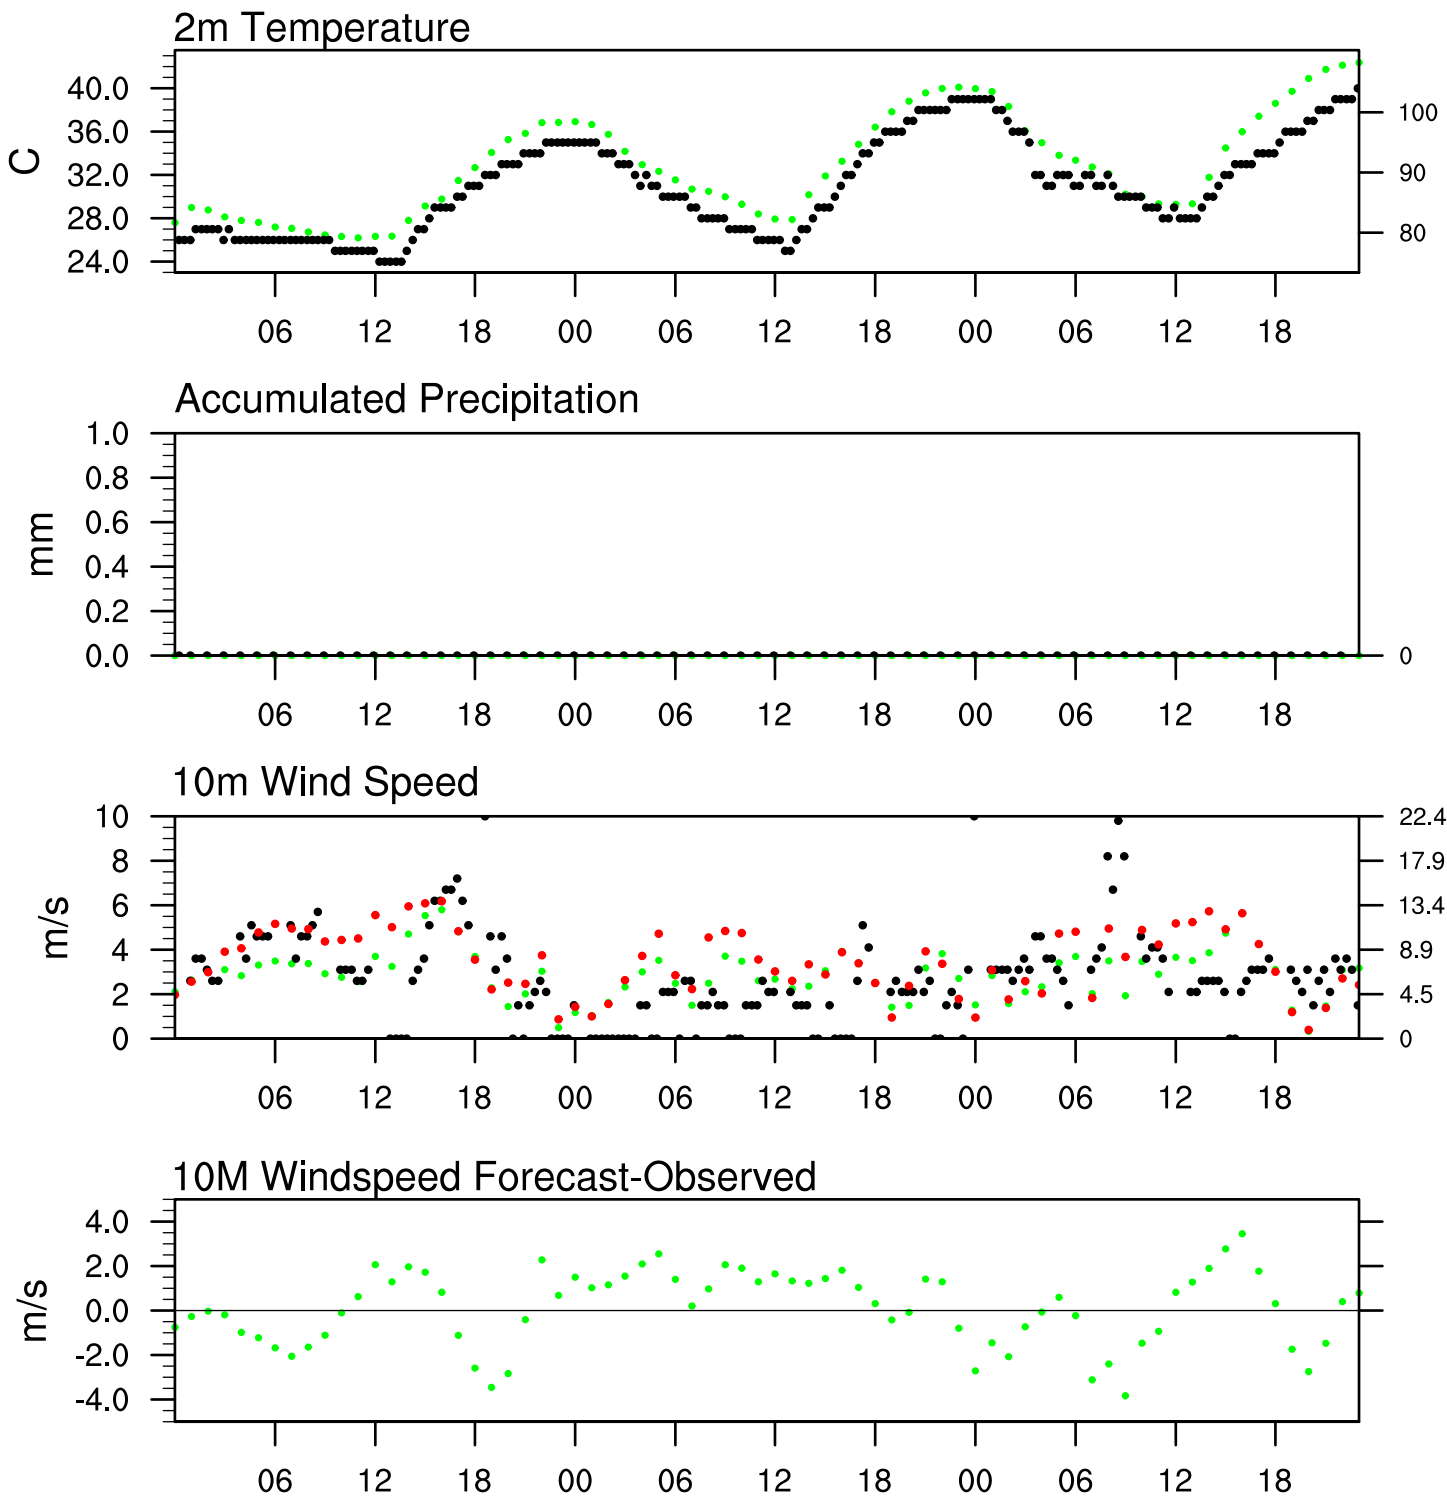 2m Temperature
40.0
36.0
32.0
28.0
24.0
C
100
90
80
06 12 18 00 06 12 18 00 06 12 18
Accumulated Precipitation
1.0
0.8
0.6
0.4
0.2
0.0
mm
0
06 12 18 00 06 12 18 00 06 12 18
10m Wind Speed
10
8
6
4
2
0
m/s
22.4
17.9
13.4
8.9
4.5
0
06 12 18 00 06 12 18 00 06 12 18
10M Windspeed Forecast-Observed
4.0
2.0
0.0
-2.0
-4.0
m/s
06 12 18 00 06 12 18 00 06 12 18